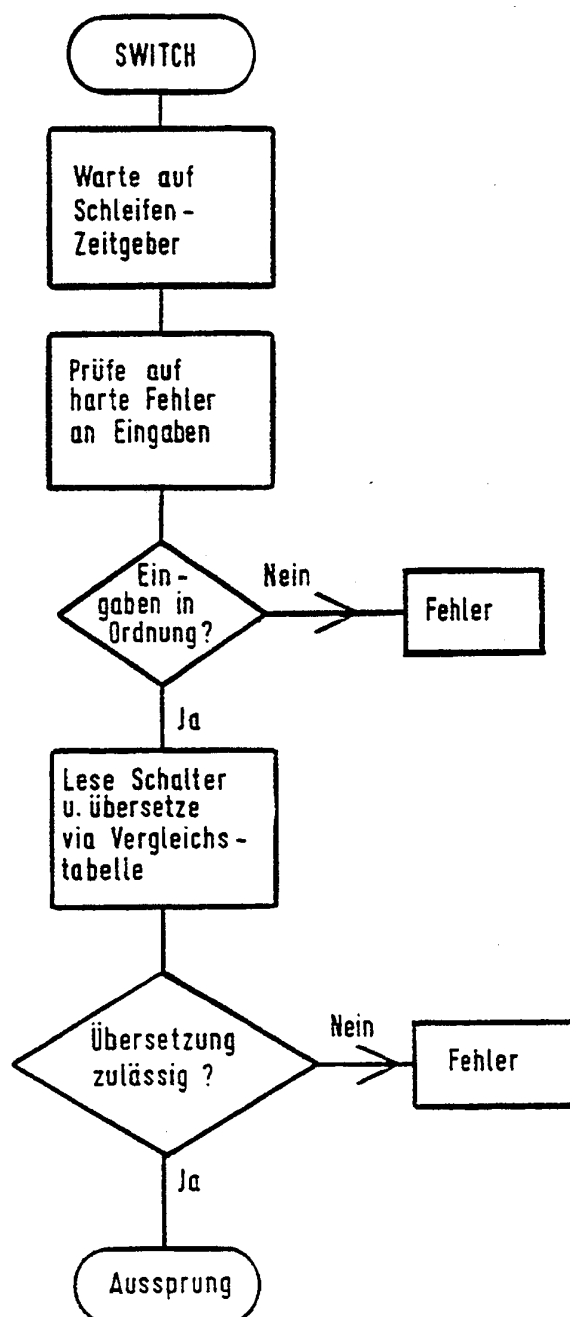 SWITCH
Warte auf
Schleifen-
Zeitgeber
Prüfe auf
harte Fehler
an Eingaben
Ein-
gaben in
Ordnung?
Nein
Fehler
Ja
Lese Schalter
u. übersetze
via Vergleichs-
tabelle
Übersetzung
zulässig ?
Nein
Fehler
Ja
Aussprung